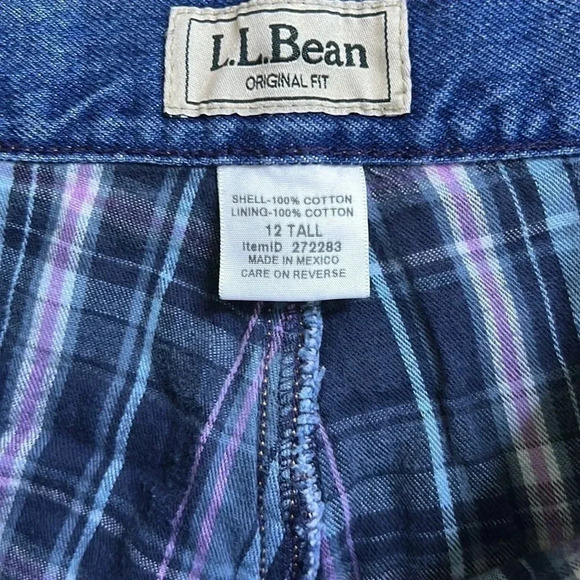 L.L.Bean
ORIGINAL FIT
SHELL-100% COTTON
LINING-100% COTTON
12 TALL
ItemID 272283
MADE IN MEXICO
CARE ON REVERSE